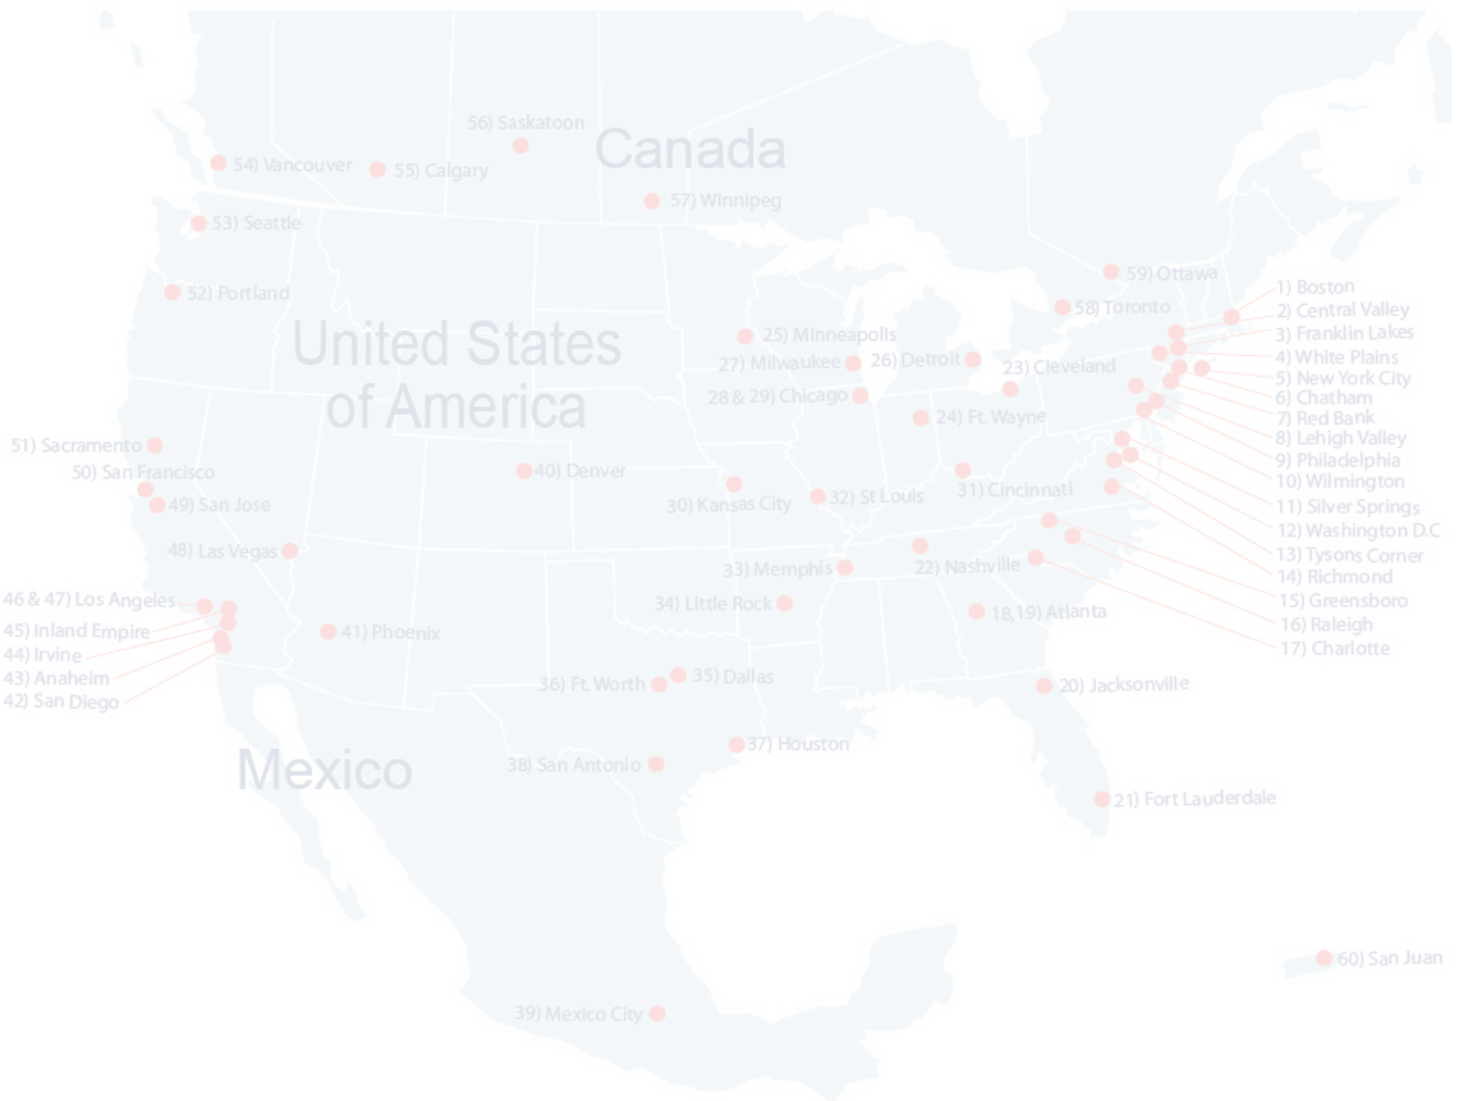 56) Saskatoon
Canada
54) Vancouver
55) Calgary
57) Winnipeg
53) Seattle
59) Ottawa
52) Portland
58) Toronto
United States
of America
25) Minneapolis
27) Milwaukee
26) Detroit
23) Cleveland
28 & 29) Chicago
24) Ft. Wayne
1) Boston
2) Central Valley
3) Franklin Lakes
4) White Plains
5) New York City
6) Chatham
7) Red Bank
8) Lehigh Valley
9) Philadelphia
10) Wilmington
11) Silver Springs
12) Washington D.C
13) Tysons Corner
14) Richmond
15) Greensboro
16) Raleigh
17) Charlotte
51) Sacramento
50) San Francisco
49) San Jose
40) Denver
30) Kansas City
32) St Louis
31) Cincinnati
48) Las Vegas
33) Memphis
22) Nashville
46 & 47) Los Angeles
45) Inland Empire
44) Irvine
43) Anaheim
42) San Diego
41) Phoenix
34) Little Rock
18,19) Atlanta
36) Ft. Worth
35) Dallas
20) Jacksonville
Mexico
38) San Antonio
37) Houston
21) Fort Lauderdale
39) Mexico City
60) San Juan